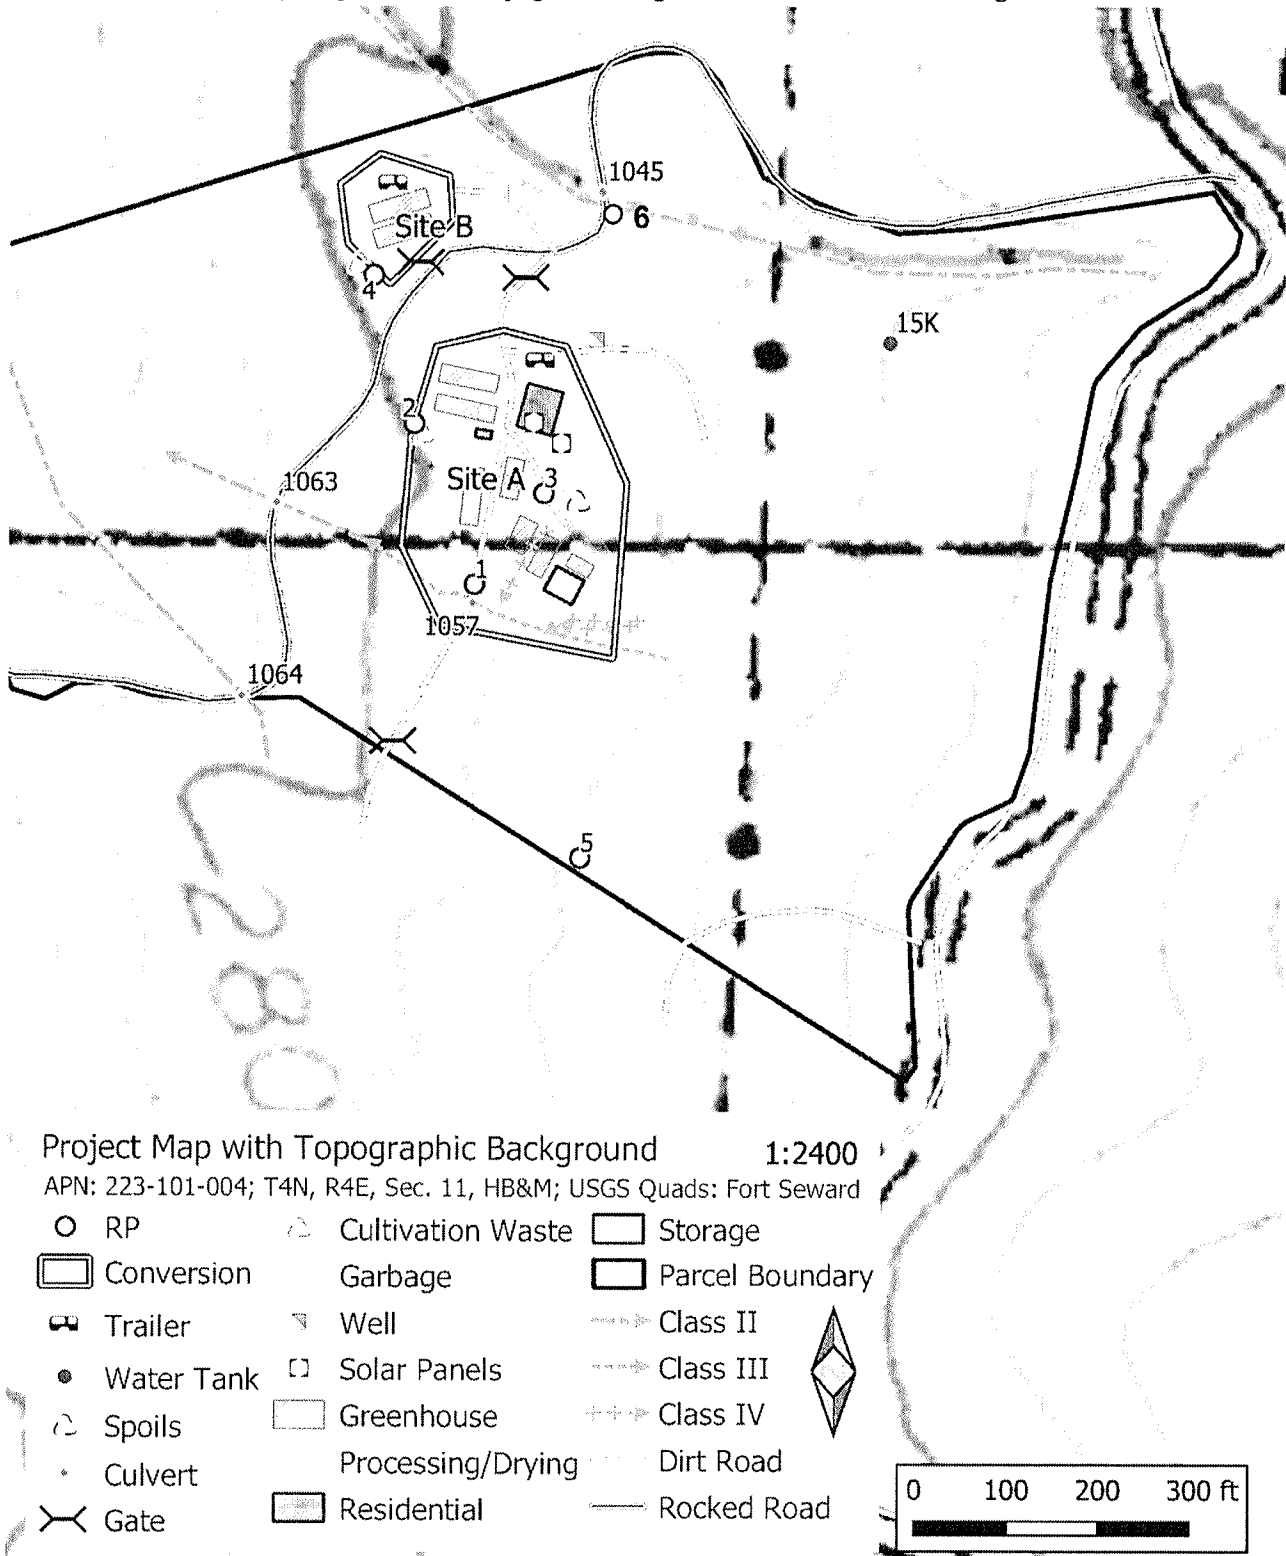 1045
6
Site B
4
15K
2
1063
Site A
3
1
1057
1064
5
280
Project Map with Topographic Background 1:2400
APN: 223-101-004; T4N, R4E, Sec. 11, HB&M; USGS Quads: Fort Seward
RP Cultivation Waste Storage
Conversion Garbage Parcel Boundary
Trailer Well Class II
Water Tank Solar Panels Class III
Spoils Greenhouse Class IV
Culvert Processing/Drying Dirt Road
Gate Residential Rocked Road
0 100 200 300 ft